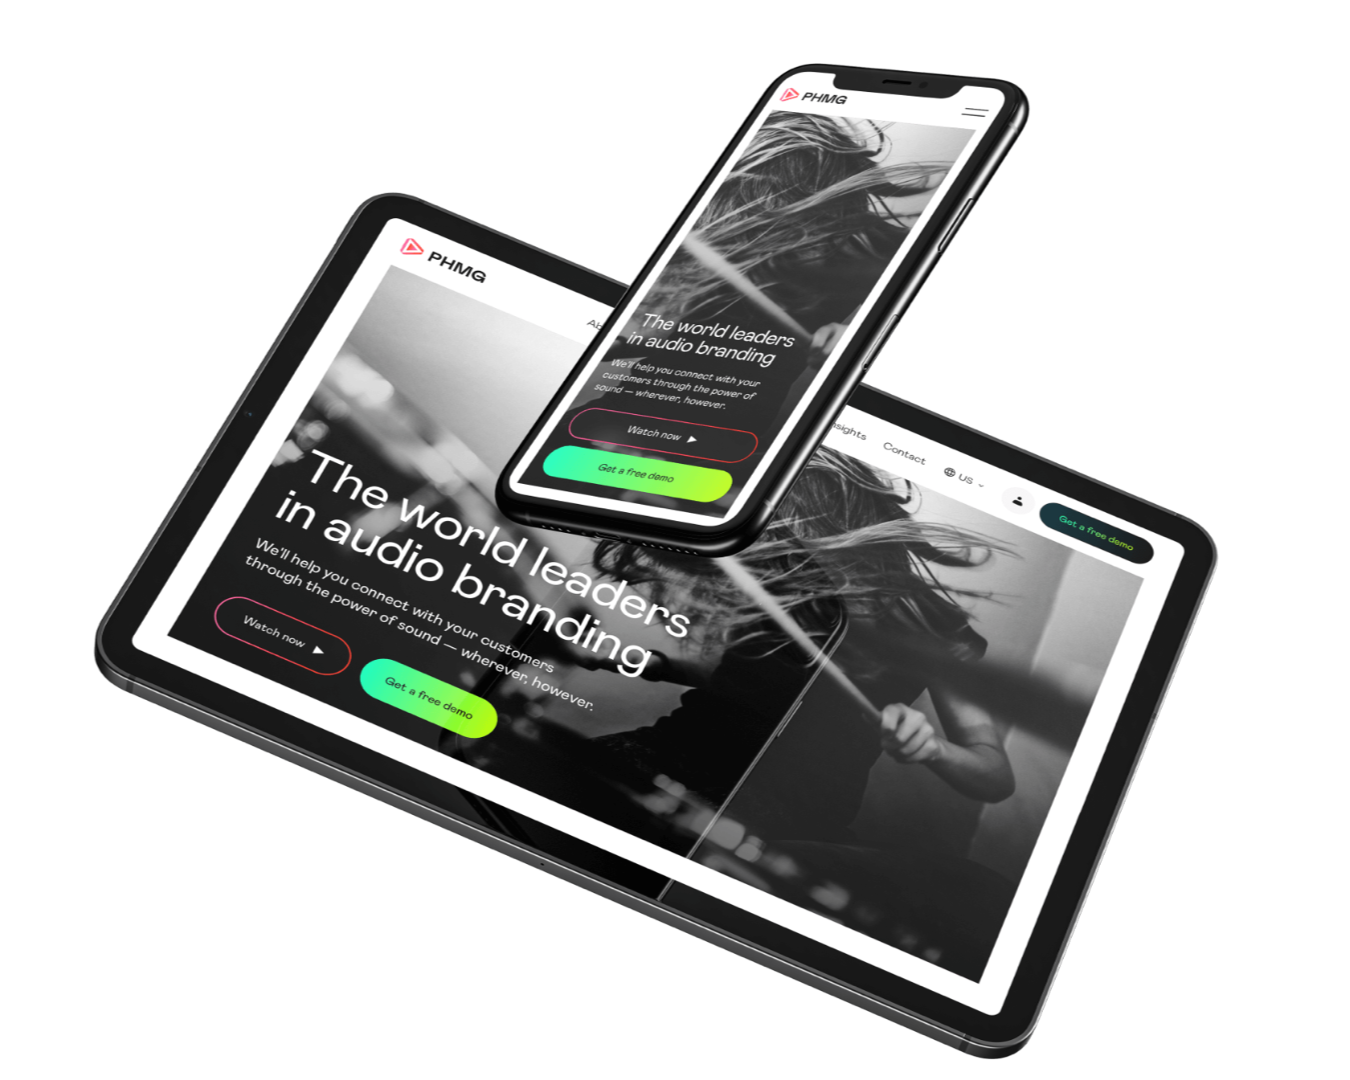 PHMG
The world leaders
in audio branding
We'll help you connect with your
customers through the power of
sound — wherever, however.
Watch now
Get a free demo
PHMG
Contact
US
Get a free demo
The world leaders
in audio branding
We'll help you connect with your customers
through the power of sound — wherever, however.
Watch now
Get a free demo